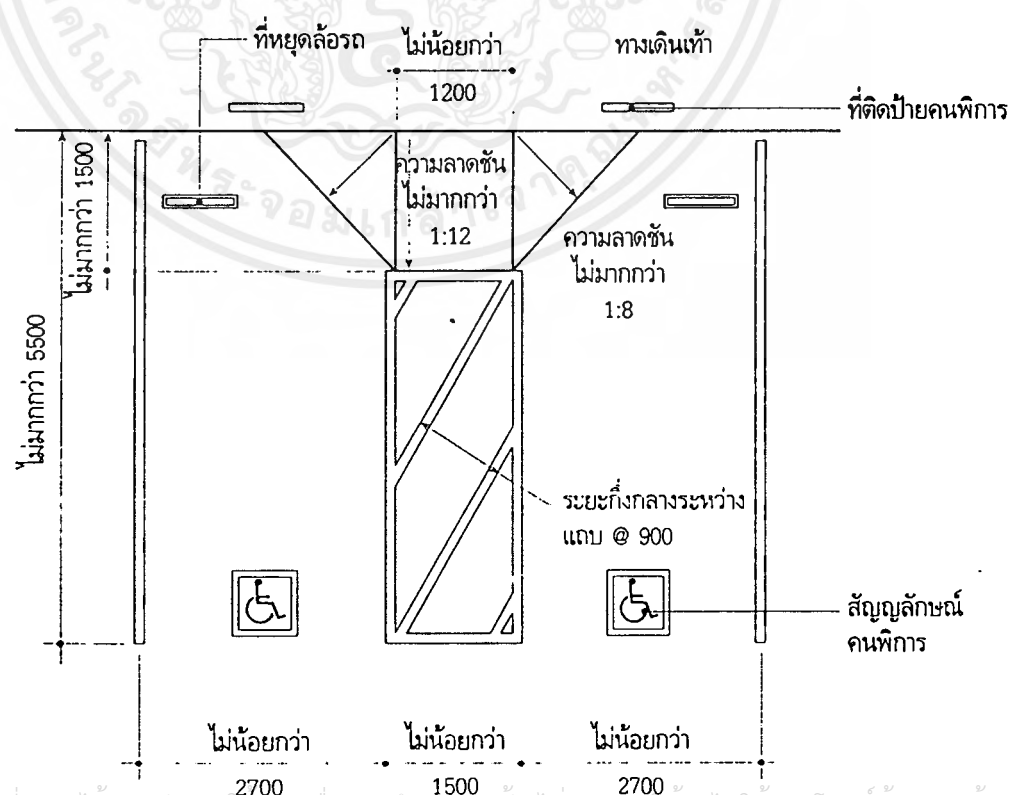 ที่หยุดล้อรถ
ไม่น้อยกว่า
1200
ทางเดินเท้า
ที่ติดป้ายคนพิการ
ไม่มากกว่า 1500
ความลาดชัน
ไม่มากกว่า
1:12
ความลาดชัน
ไม่มากกว่า
1:8
ไม่มากกว่า 5500
ระยะกึ่งกลางระหว่าง
แถบ @ 900
สัญญลักษณ์
คนพิการ
ไม่น้อยกว่า
2700
ไม่น้อยกว่า
1500
ไม่น้อยกว่า
2700